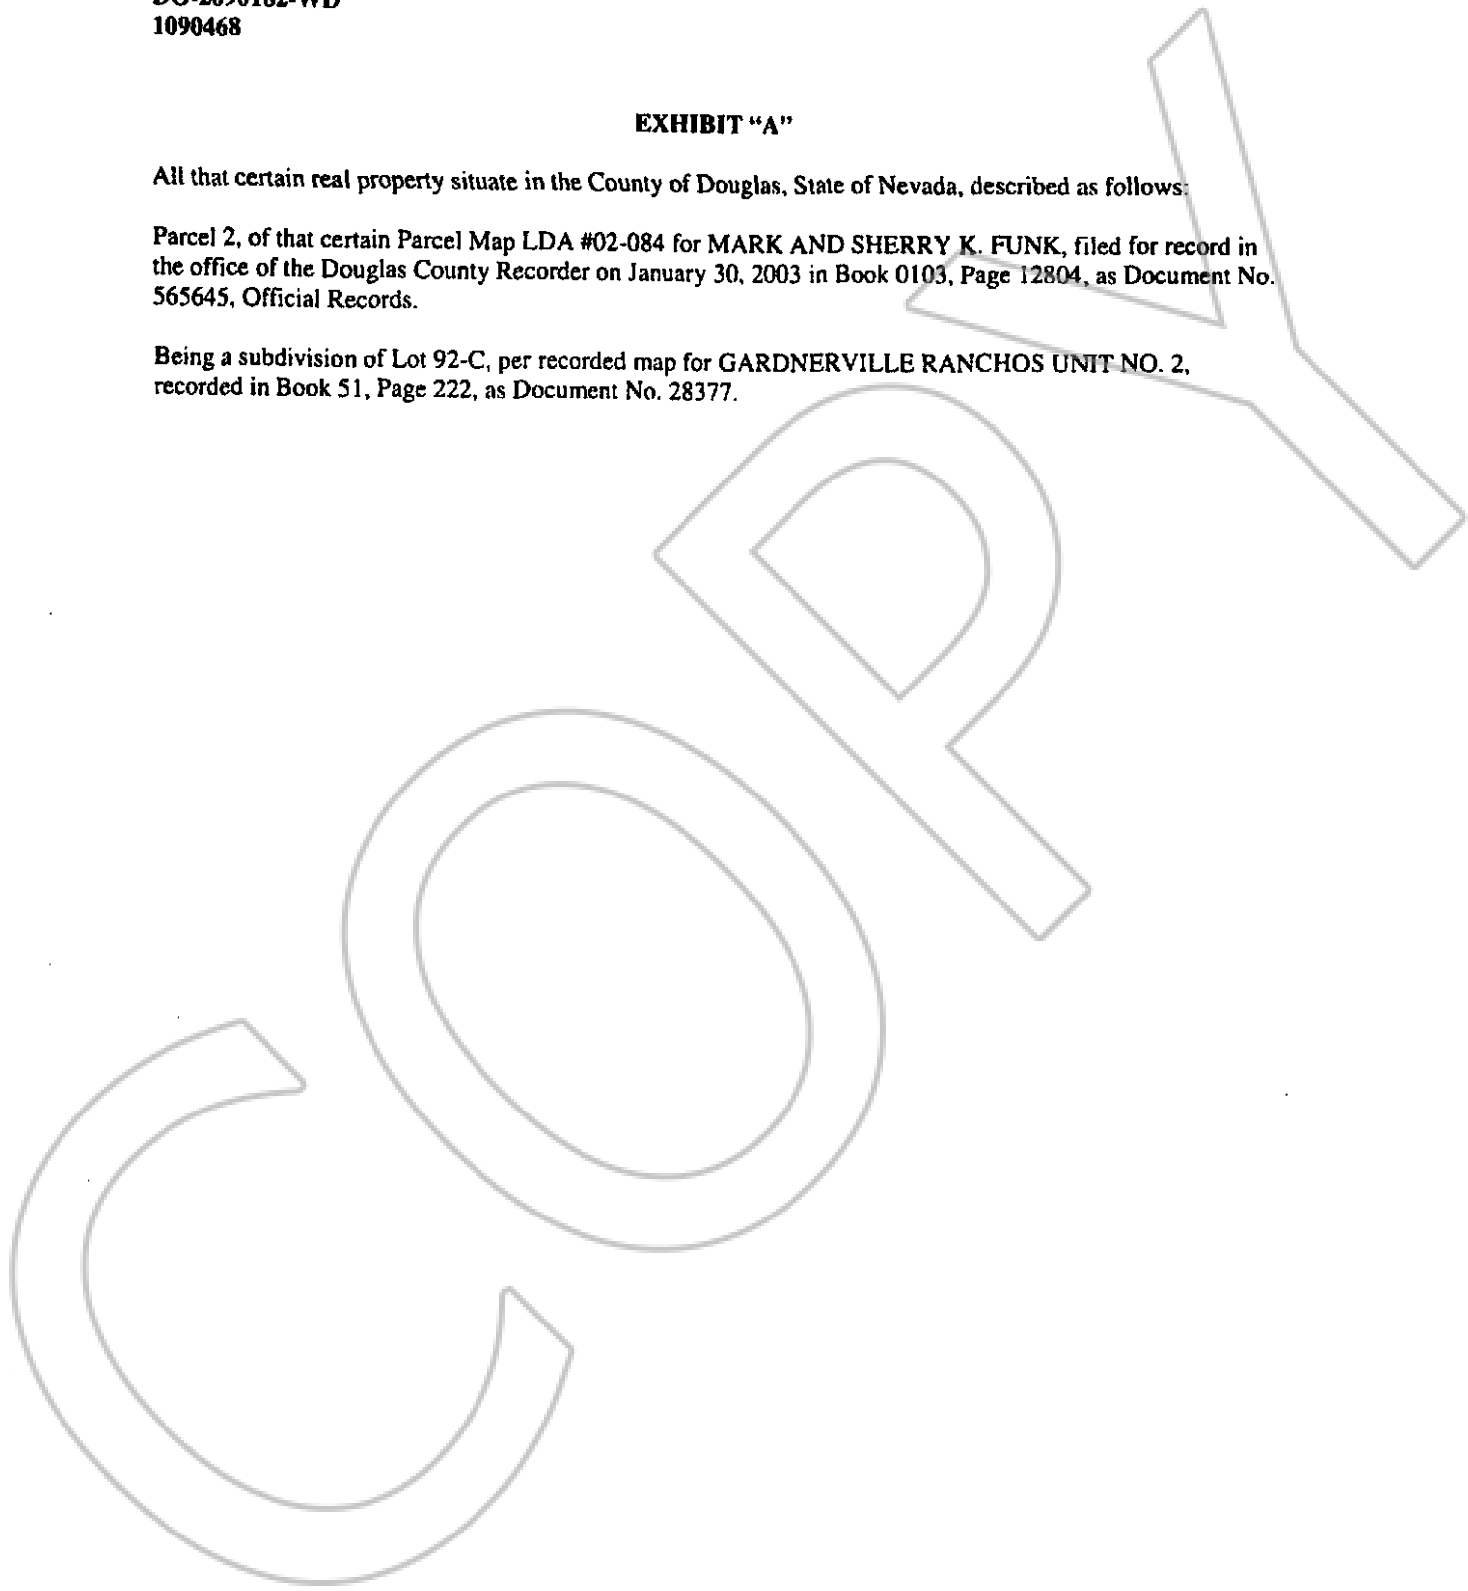 1090468
EXHIBIT “A”
All that certain real property situate in the County of Douglas, State of Nevada, described as follows:
Parcel 2, of that certain Parcel Map LDA #02-084 for MARK AND SHERRY K. FUNK, filed for record in
the office of the Douglas County Recorder on January 30, 2003 in Book 0103, Page 12804, as Document No.
565645, Official Records.
Being a subdivision of Lot 92-C, per recorded map for GARDNERVILLE RANCHOS UNIT NO. 2,
recorded in Book 51, Page 222, as Document No. 28377.
COPY